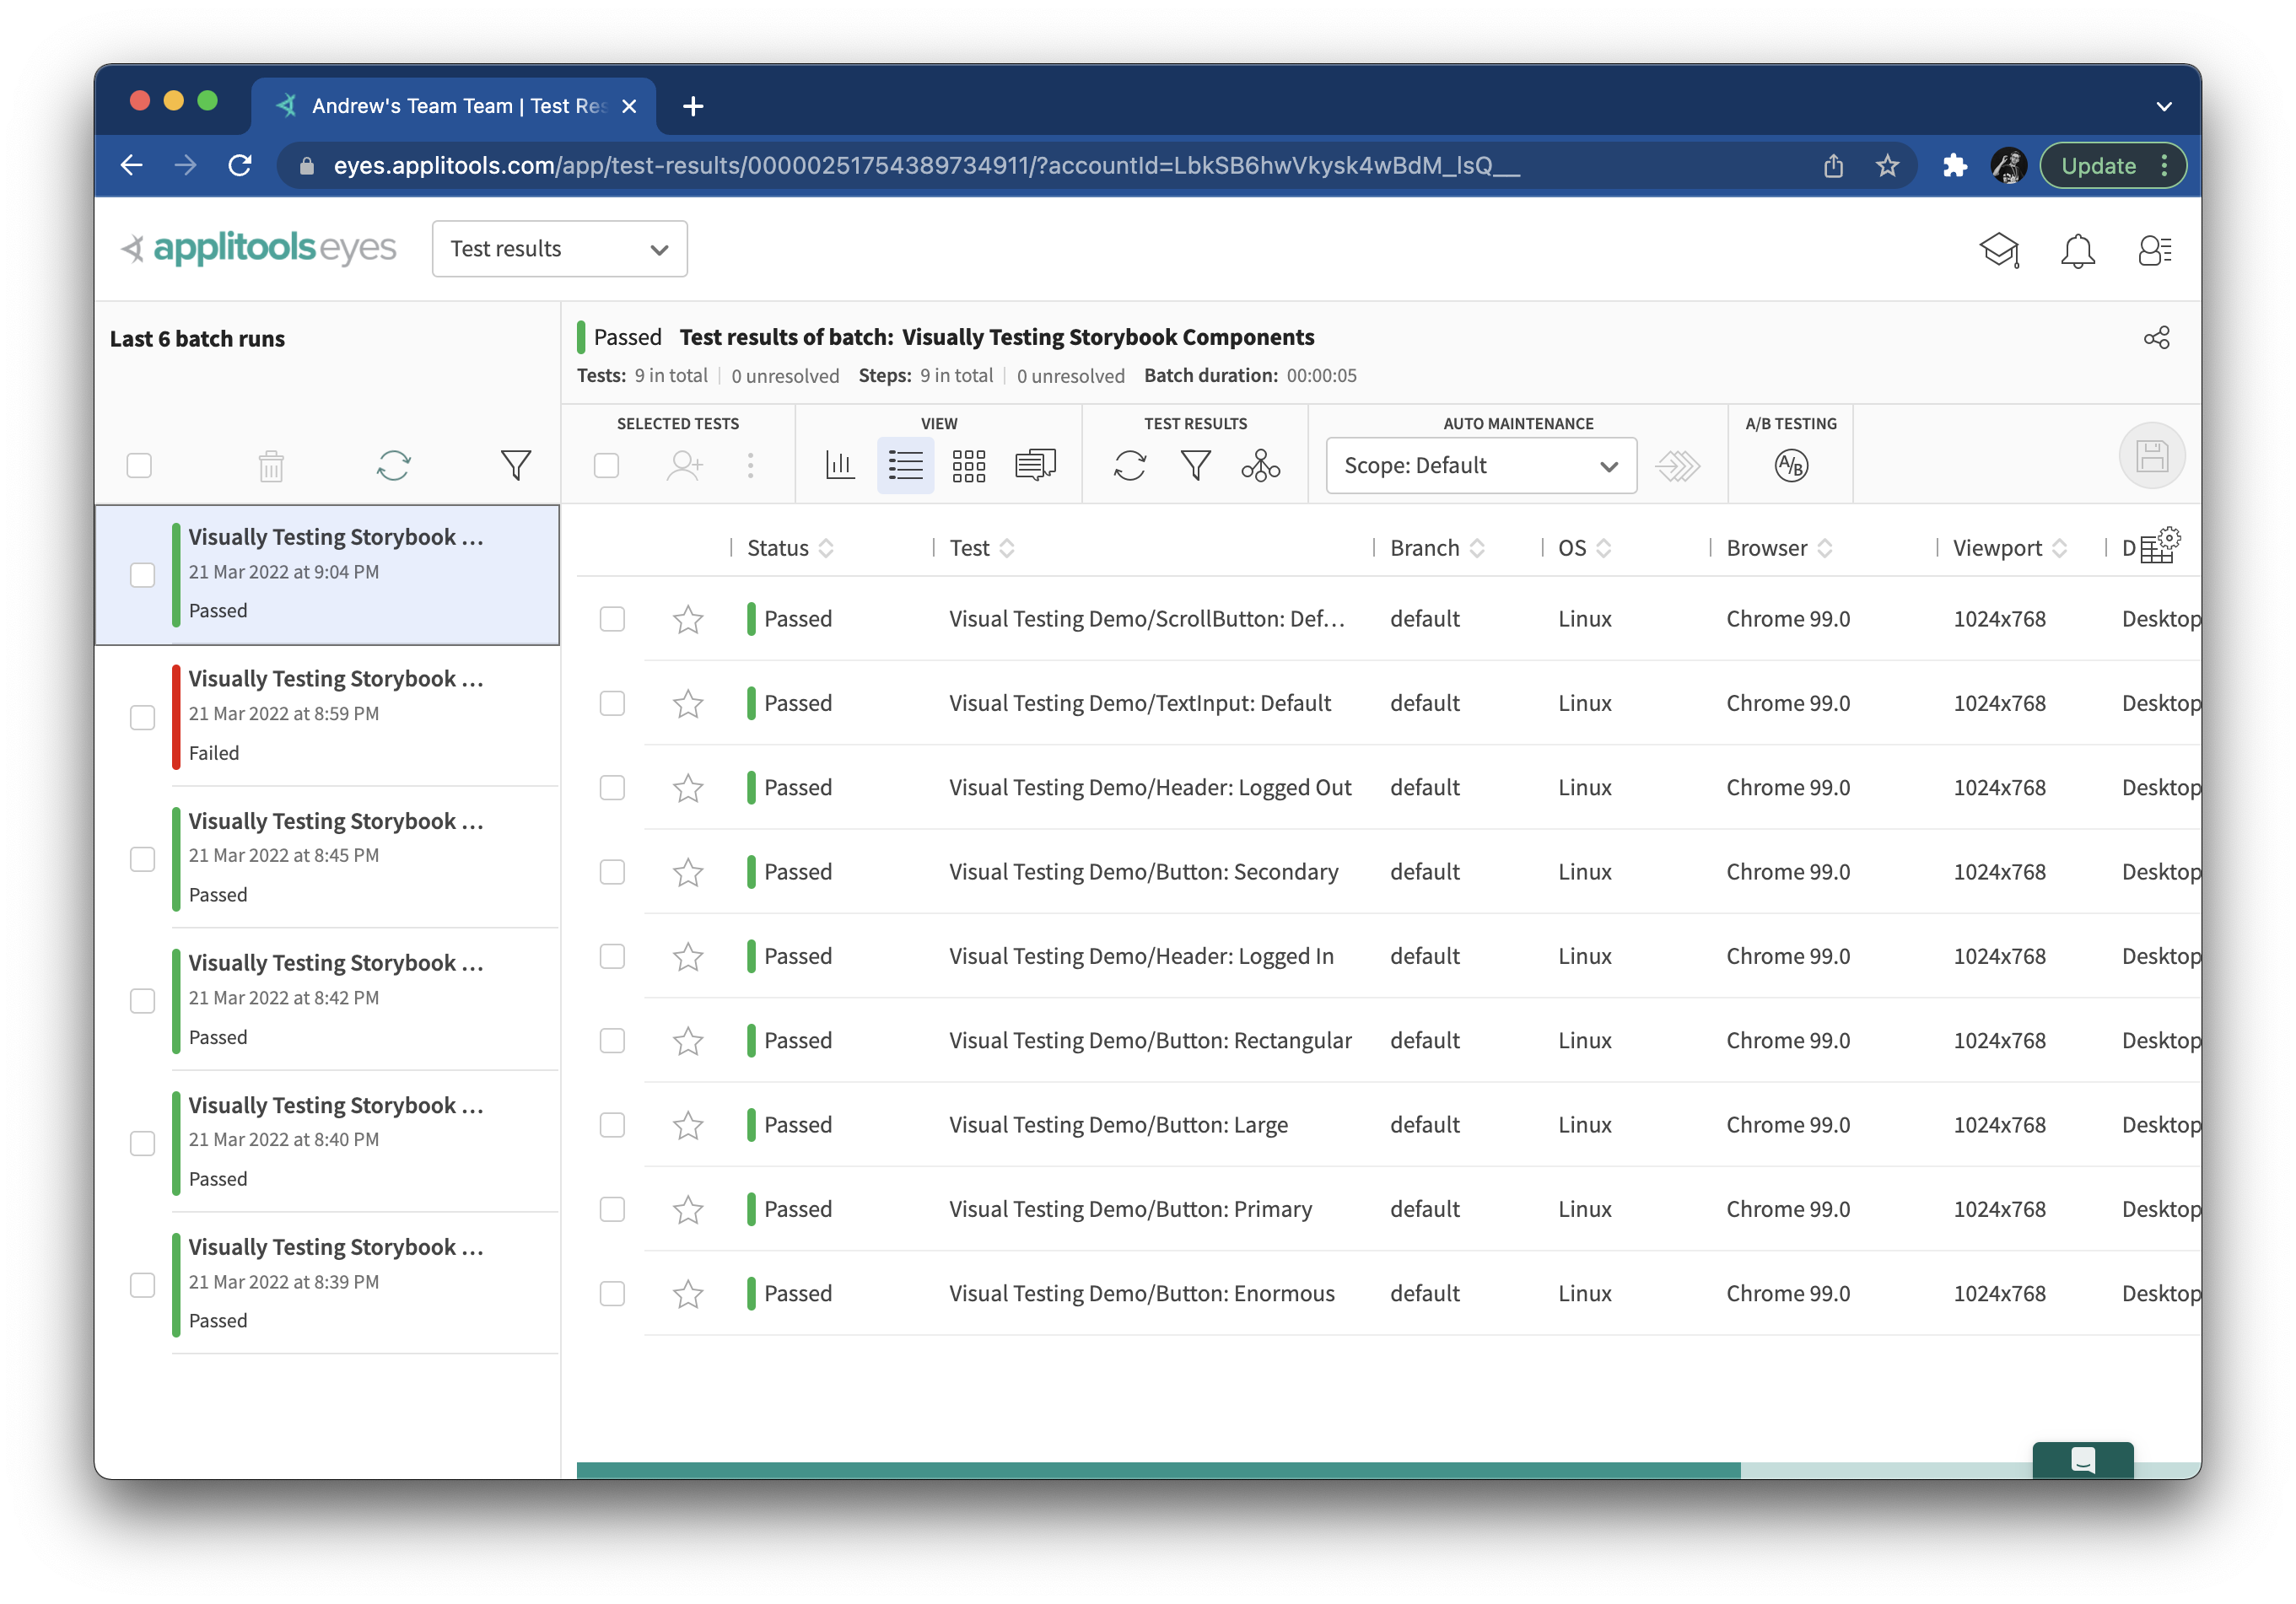 Andrew's Team Team | Test Res
eyes.applitools.com/app/test-results/00000251754389734911/?accountId=LbkSB6hwVkysk4wBdM_lsQ__
Update
applitools eyes
Test results
Last 6 batch runs
Passed Test results of batch: Visually Testing Storybook Components
Tests: 9 in total | 0 unresolved Steps: 9 in total | 0 unresolved Batch duration: 00:00:05
SELECTED TESTS VIEW TEST RESULTS AUTO MAINTENANCE A/B TESTING
Scope: Default
A/B
Visually Testing Storybook ...
21 Mar 2022 at 9:04 PM
Passed
Visually Testing Storybook ...
21 Mar 2022 at 8:59 PM
Failed
Visually Testing Storybook ...
21 Mar 2022 at 8:45 PM
Passed
Visually Testing Storybook ...
21 Mar 2022 at 8:42 PM
Passed
Visually Testing Storybook ...
21 Mar 2022 at 8:40 PM
Passed
Visually Testing Storybook ...
21 Mar 2022 at 8:39 PM
Passed
Status Test Branch OS Browser Viewport D
Passed Visual Testing Demo/ScrollButton: Def... default Linux Chrome 99.0 1024x768 Desktop
Passed Visual Testing Demo/TextInput: Default default Linux Chrome 99.0 1024x768 Desktop
Passed Visual Testing Demo/Header: Logged Out default Linux Chrome 99.0 1024x768 Desktop
Passed Visual Testing Demo/Button: Secondary default Linux Chrome 99.0 1024x768 Desktop
Passed Visual Testing Demo/Header: Logged In default Linux Chrome 99.0 1024x768 Desktop
Passed Visual Testing Demo/Button: Rectangular default Linux Chrome 99.0 1024x768 Desktop
Passed Visual Testing Demo/Button: Large default Linux Chrome 99.0 1024x768 Desktop
Passed Visual Testing Demo/Button: Primary default Linux Chrome 99.0 1024x768 Desktop
Passed Visual Testing Demo/Button: Enormous default Linux Chrome 99.0 1024x768 Desktop